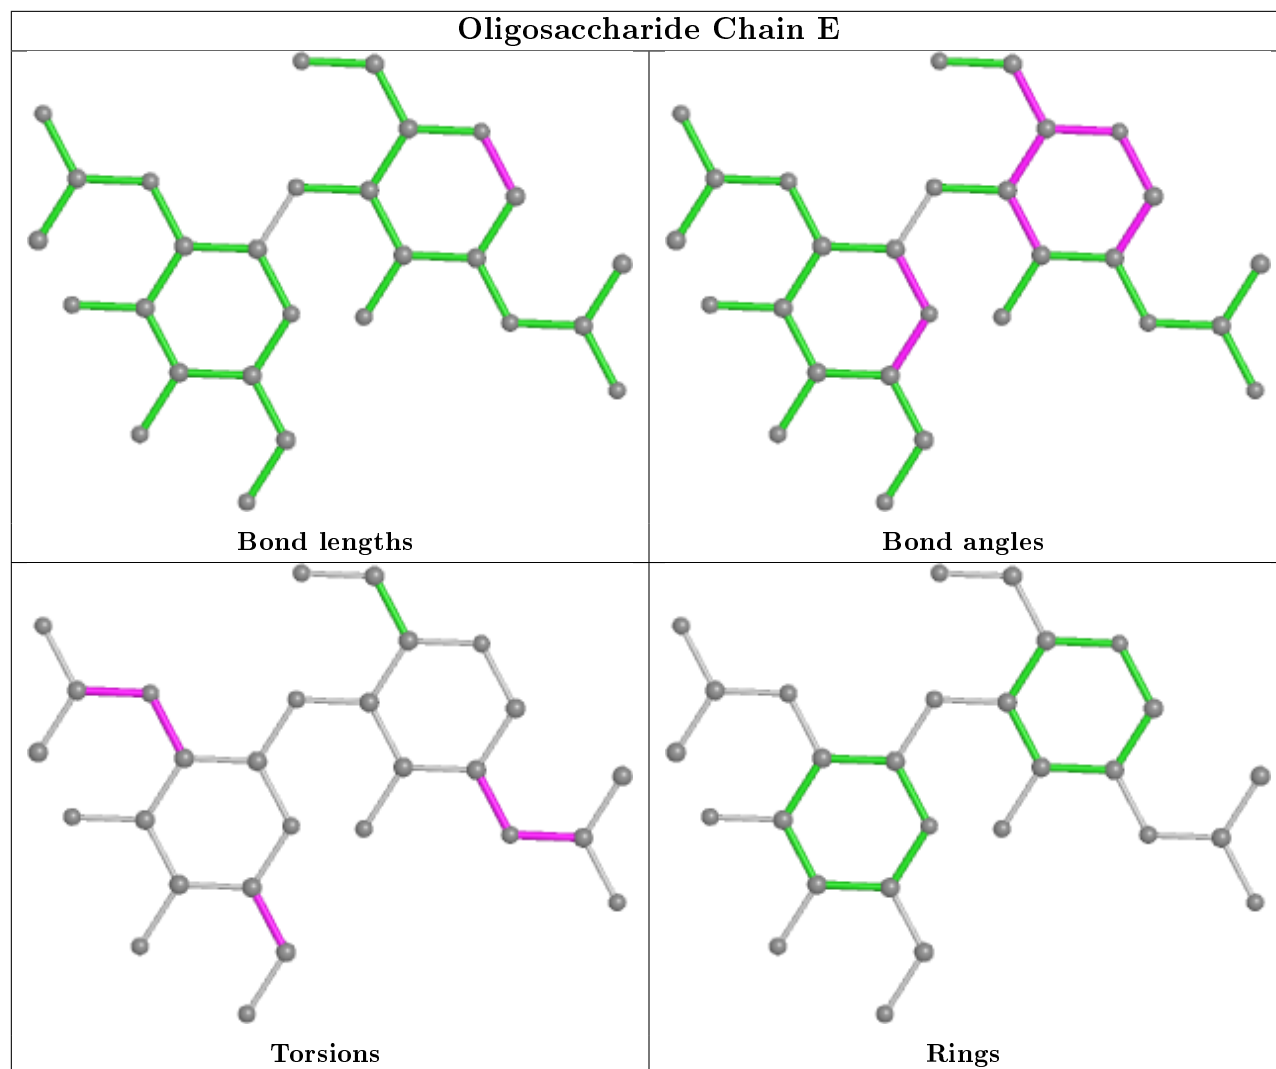 Oligosaccharide Chain E
Bond lengths
Bond angles
Torsions
Rings